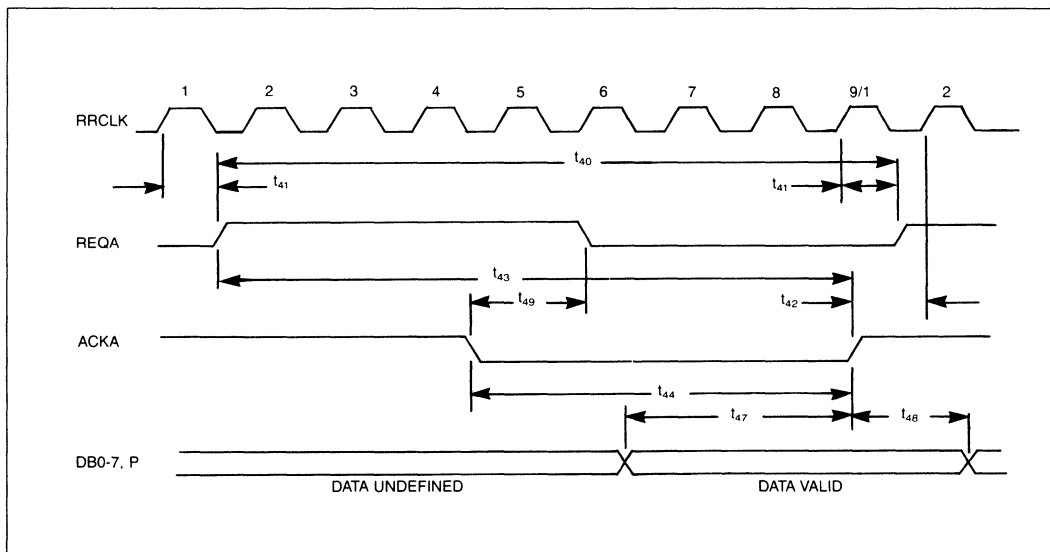 1 2 3 4 5 6 7 8 9/1 2
RRCLK
t40
t41 t41
REQA
t43
t49 t42
ACKA
t44
t47 t48
DB0-7, P
DATA UNDEFINED DATA VALID